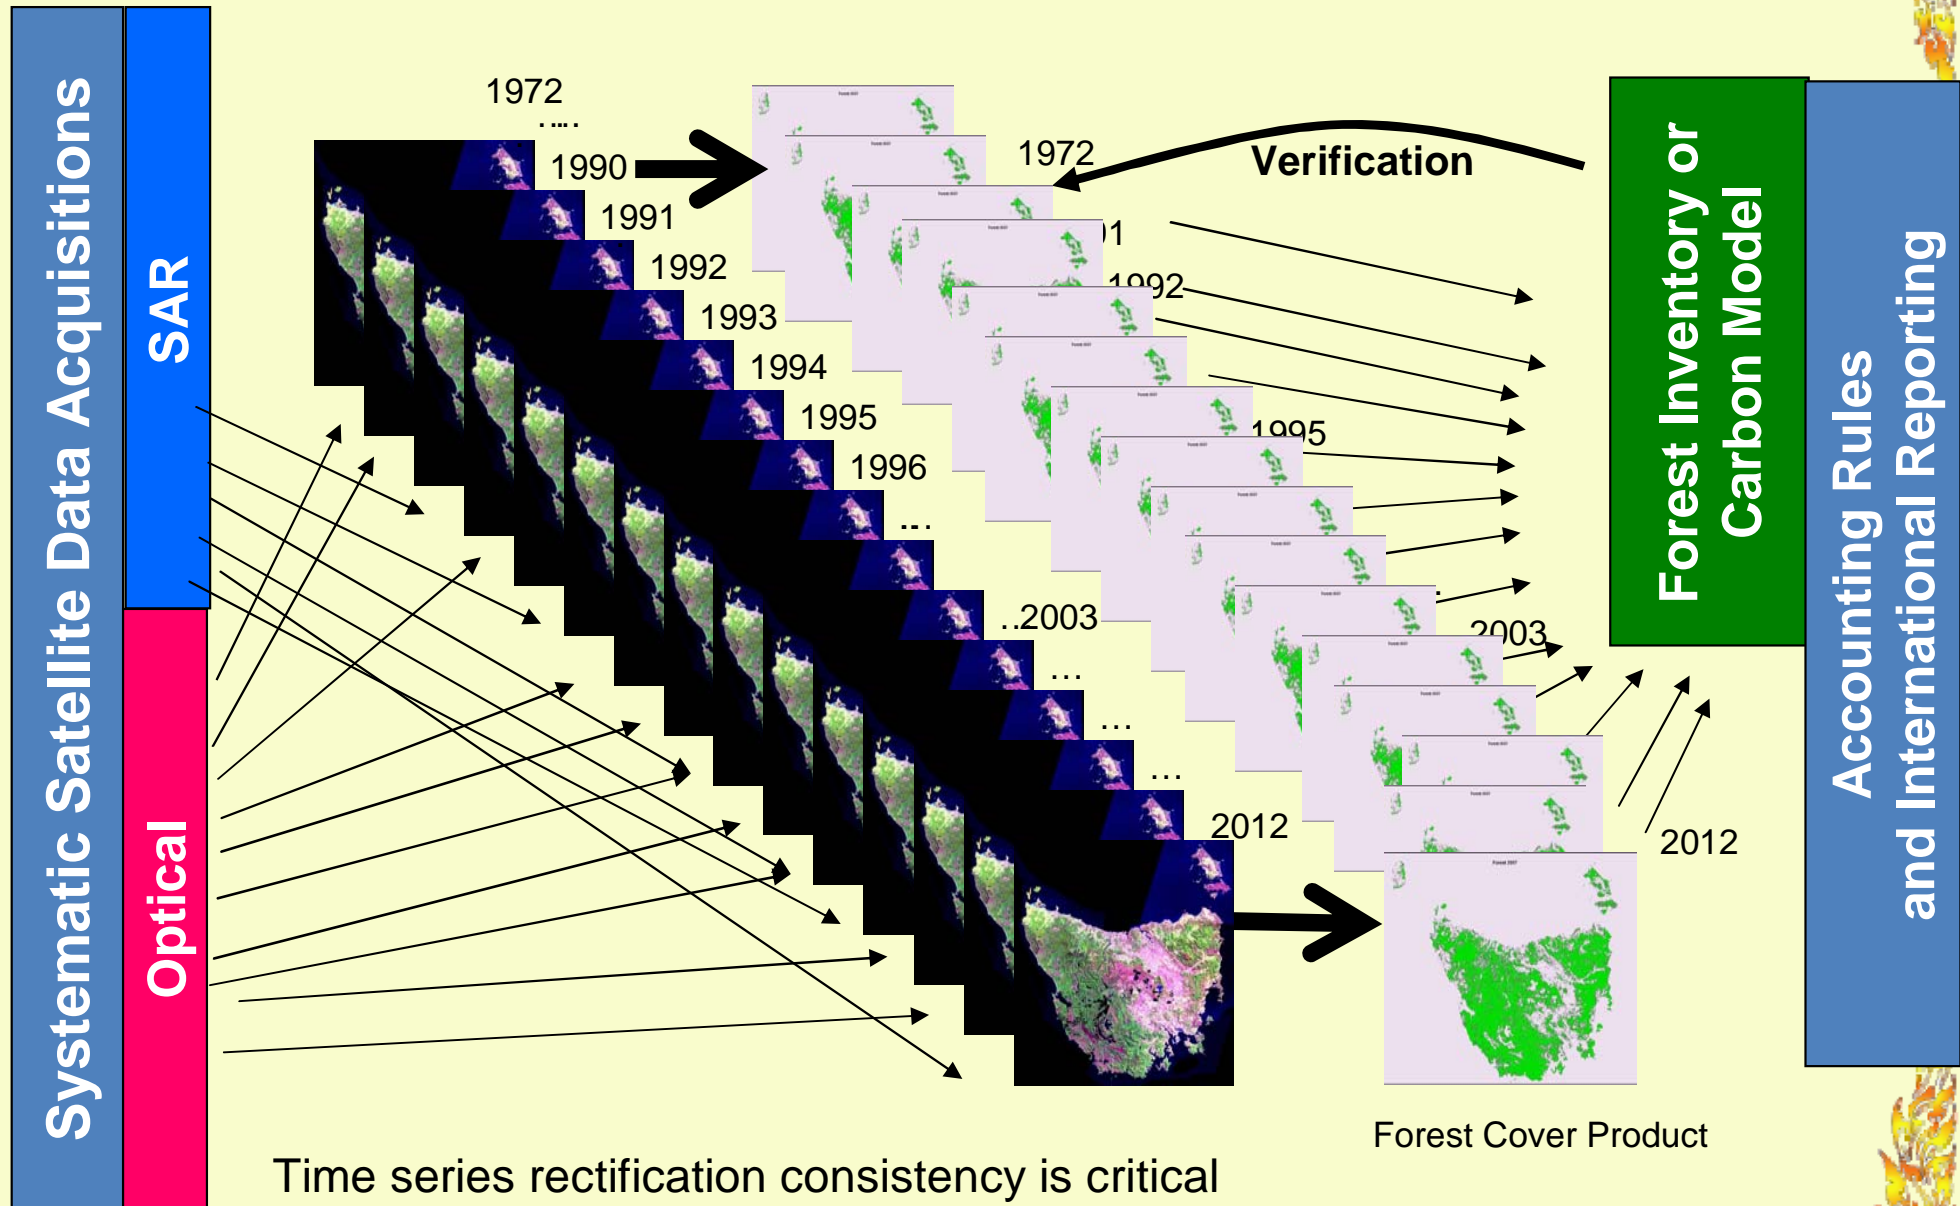 Systematic Satellite Data Acquisitions
SAR
Optical
1972
.....
1990
1991
1992
1993
1994
1995
1996
....
...2003
...
...
...
2012
1972
1992
1995
2003
2012
Forest 2007
Verification
Forest Inventory or
Carbon Model
Accounting Rules
and International Reporting
Forest Cover Product
Time series rectification consistency is critical